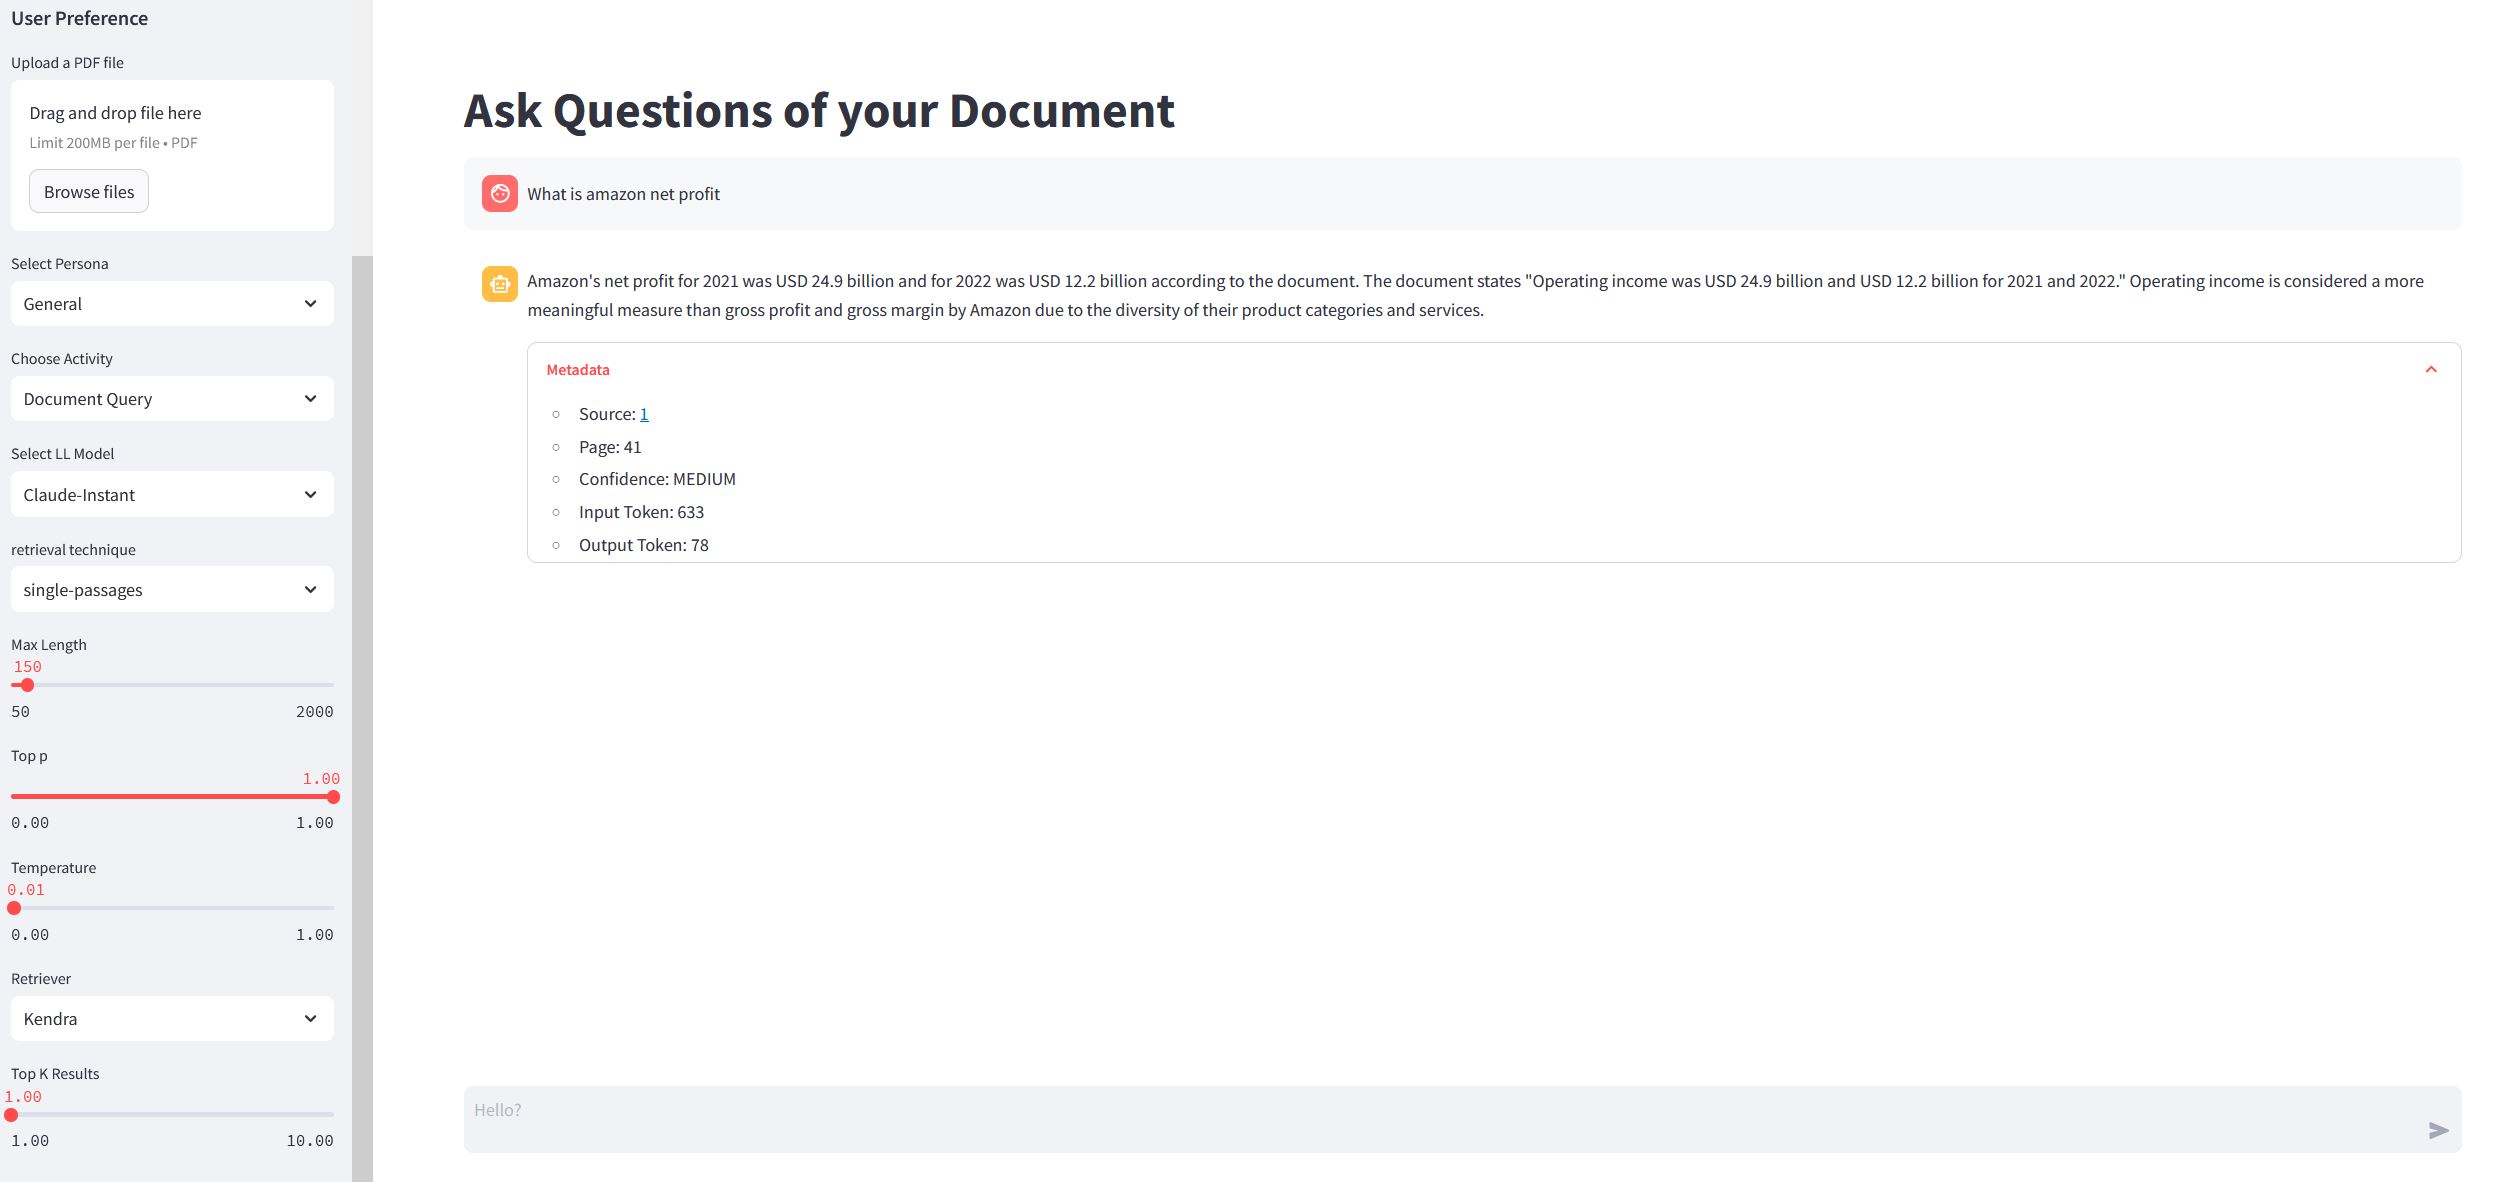 User Preference
Upload a PDF file
Drag and drop file here
Limit 200MB per file • PDF
Browse files
Select Persona
General
Choose Activity
Document Query
Select LL Model
Claude-Instant
retrieval technique
single-passages
Max Length
150
50 2000
Top p
1.00
0.00 1.00
Temperature
0.01
0.00 1.00
Retriever
Kendra
Top K Results
1.00
1.00 10.00
Ask Questions of your Document
What is amazon net profit
Amazon's net profit for 2021 was USD 24.9 billion and for 2022 was USD 12.2 billion according to the document. The document states "Operating income was USD 24.9 billion and USD 12.2 billion for 2021 and 2022." Operating income is considered a more
meaningful measure than gross profit and gross margin by Amazon due to the diversity of their product categories and services.
Metadata
Source: 1
Page: 41
Confidence: MEDIUM
Input Token: 633
Output Token: 78
Hello?